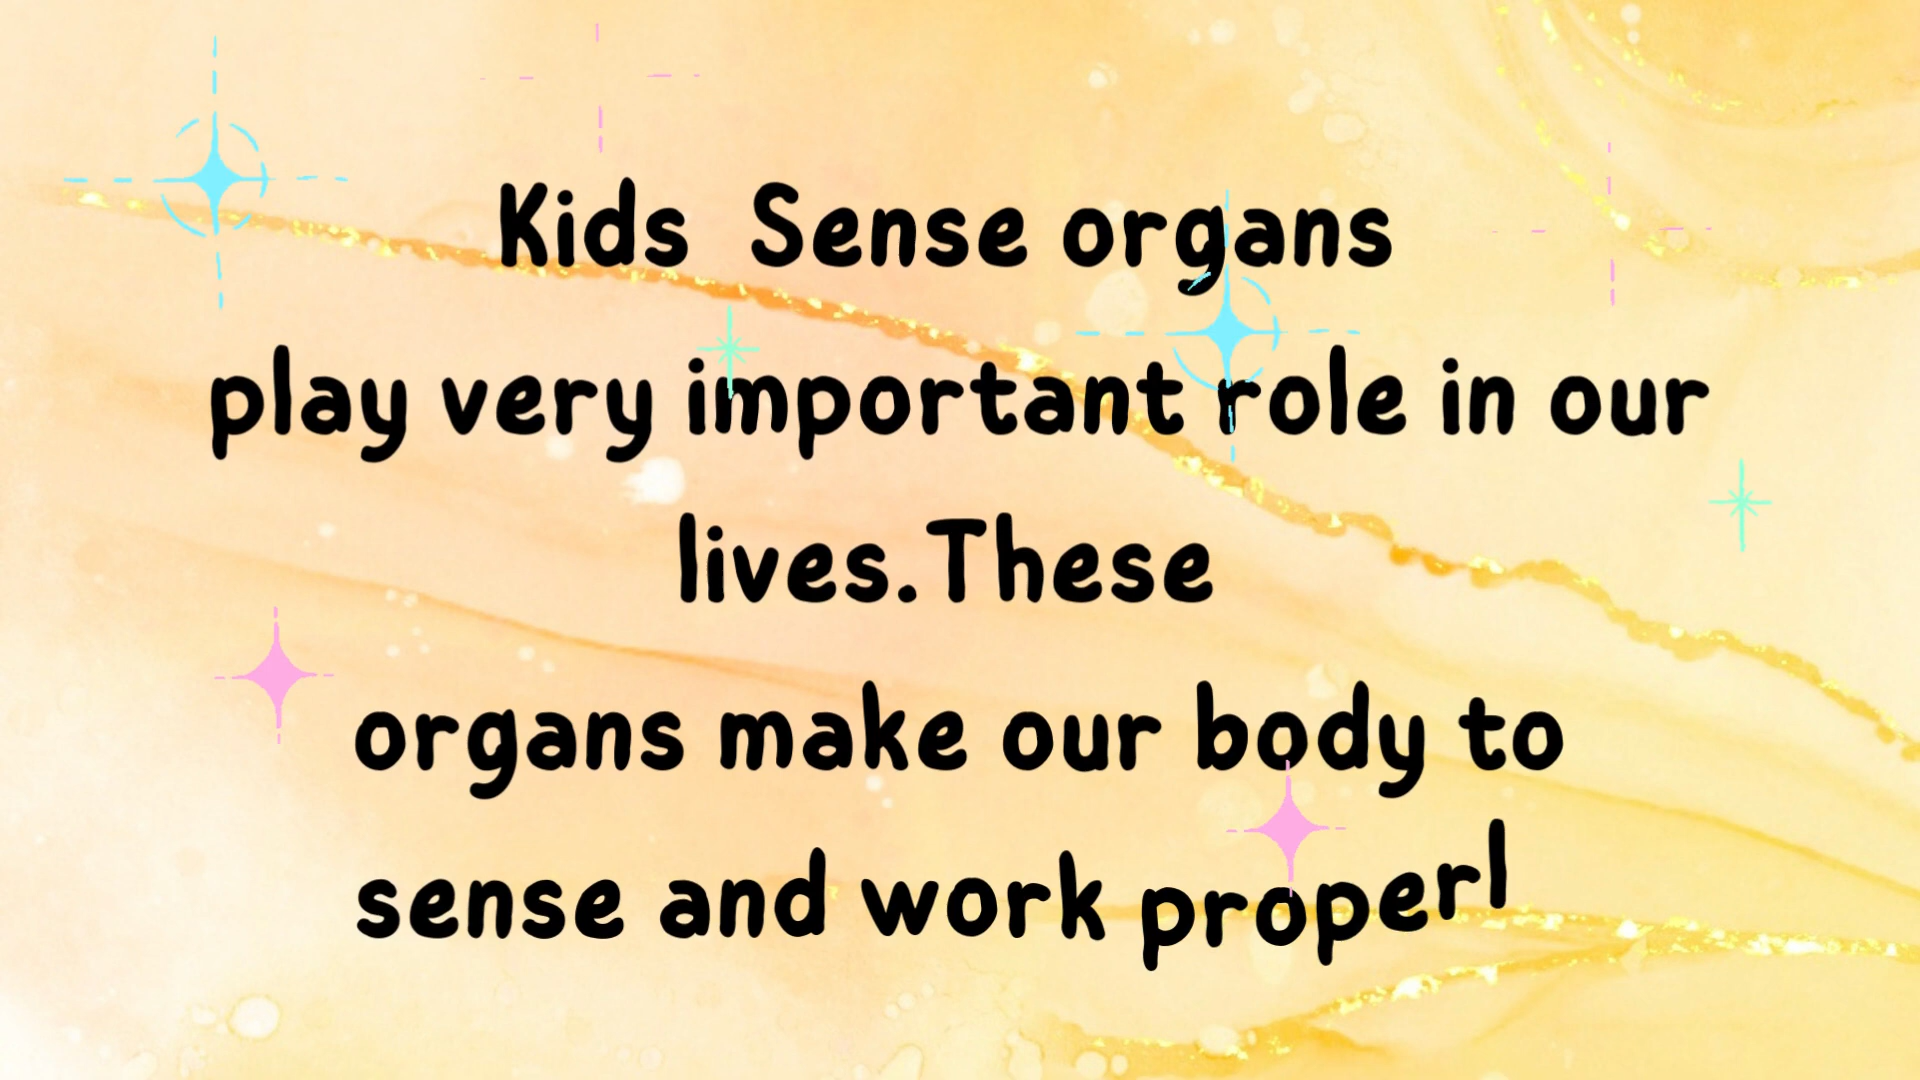 Kids Sense organs
play very important role in our
lives.These
organs make our body to
sense and work properl